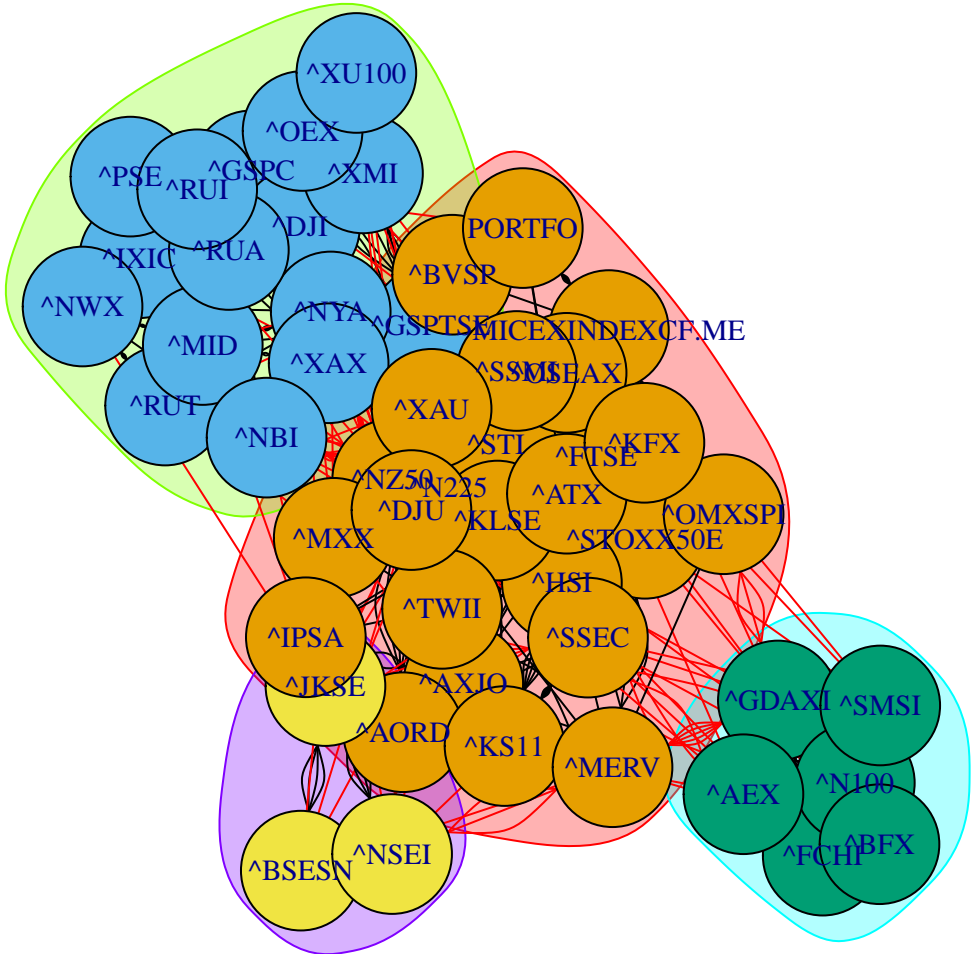 ^XU100
^OEX
^GSPC
^XMI
^PSE
^RUI
^DJI
PORTFO
^IXIC
^RUA
^BVSP
^NWX
^NYA
^GSPTSE
MICEXINDEXCF.ME
^MID
^XAX
^SSMI
^OSEAX
^RUT
^XAU
^NBI
^STI
^FTSE
^KFX
^NZ50
^N225
^ATX
^DJU
^KLSE
^OMXSPI
^MXX
^STOXX50E
^HSI
^TWII
^IPSA
^SSEC
^JKSE
^AXJO
^GDAXI
^SMSI
^AORD
^KS11
^MERV
^AEX
^N100
^BSESN
^NSEI
^FCHI
^BFX